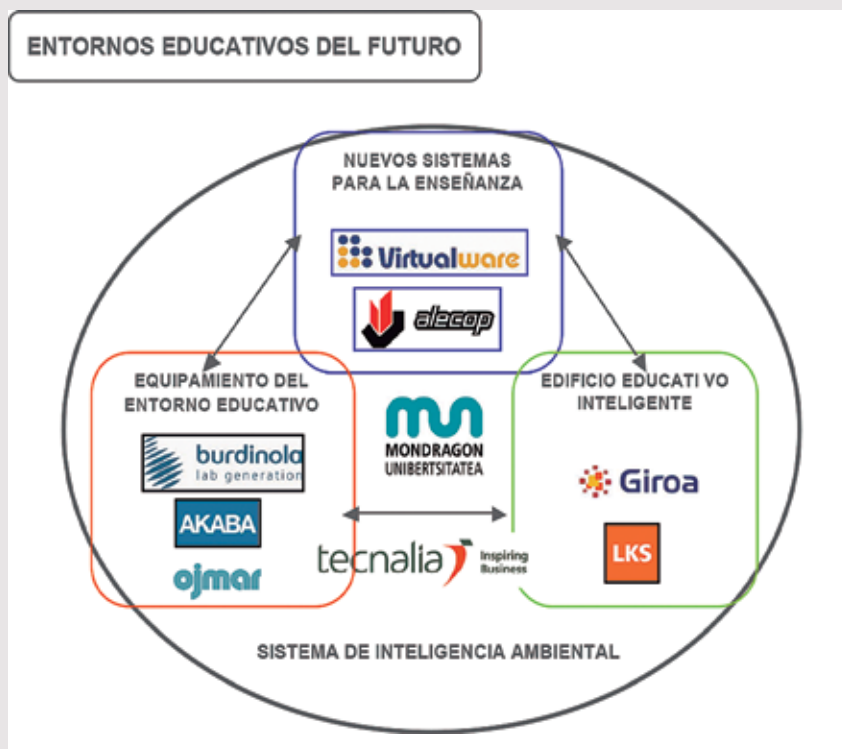 ENTORNOS EDUCATIVOS DEL FUTURO
NUEVOS SISTEMAS
PARA LA ENSEÑANZA
Virtualware
alecop
EQUIPAMIENTO DEL
ENTORNO EDUCATIVO
burdinola
lab generation
AKABA
ojmar
MONDRAGON
UNIBERTSITATEA
tecnalia
Inspiring
Business
EDIFICIO EDUCATI VO
INTELIGENTE
Giroa
LKS
SISTEMA DE INTELIGENCIA AMBIENTAL